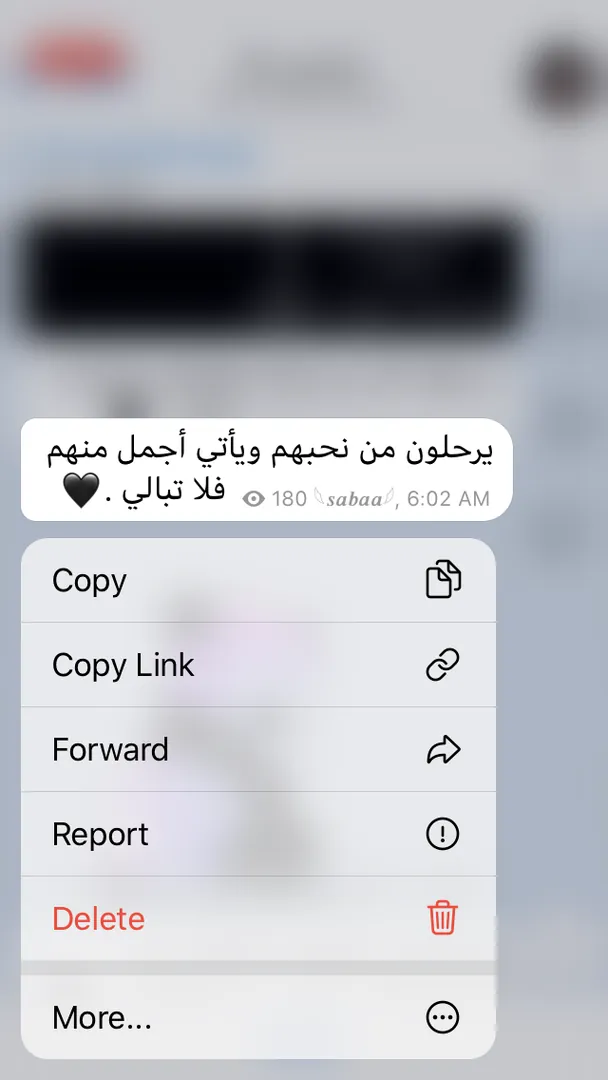 يرحلون من نحبهم ويأتي أجمل منهم
فلا تبالي . 🖤
180 sabaa, 6:02 AM
Copy
Copy Link
Forward
Report
Delete
More...